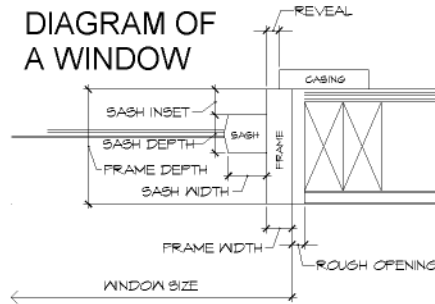 DIAGRAM OF
A WINDOW
REVEAL
CASING
SASH INSET
SASH
FRAME
SASH DEPTH
FRAME DEPTH
SASH WIDTH
FRAME WIDTH
ROUGH OPENING
WINDOW SIZE